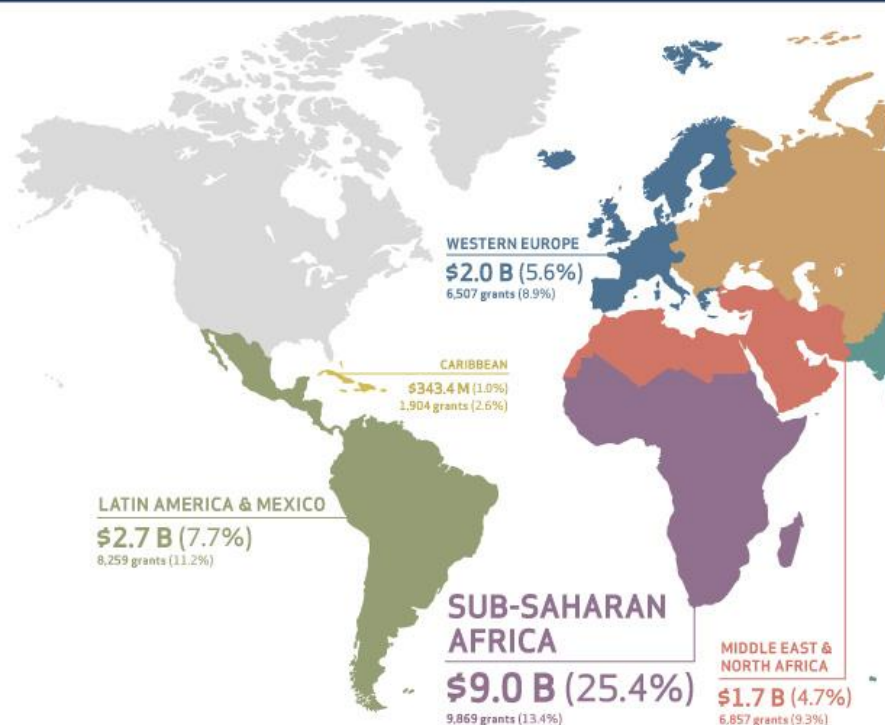 WESTERN EUROPE
$2.0 B (5.6%)
6,507 grants (8.9%)
CARIBBEAN
$343.4 M (1.0%)
1,904 grants (2.6%)
LATIN AMERICA & MEXICO
$2.7 B (7.7%)
8,259 grants (11.2%)
SUB-SAHARAN
AFRICA
$9.0 B (25.4%)
9,869 grants (13.4%)
MIDDLE EAST &
NORTH AFRICA
$1.7 B (4.7%)
6,857 grants (9.3%)